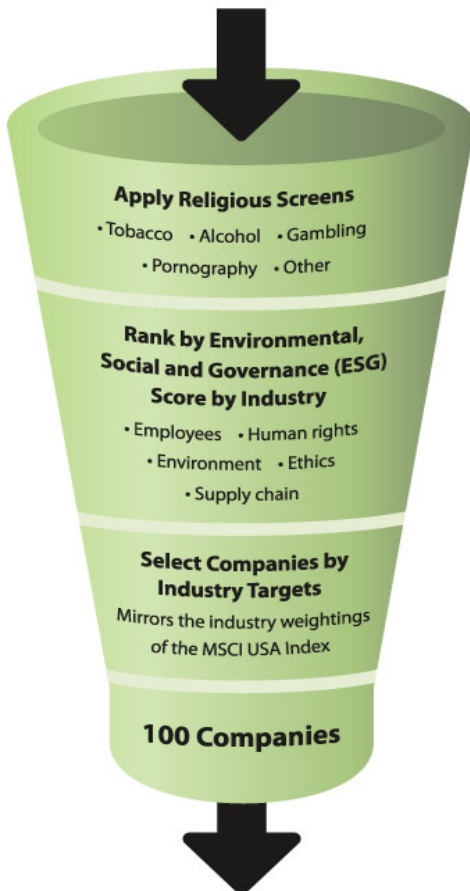 Apply Religious Screens
• Tobacco • Alcohol • Gambling
• Pornography • Other
Rank by Environmental,
Social and Governance (ESG)
Score by Industry
• Employees • Human rights
• Environment • Ethics
• Supply chain
Select Companies by
Industry Targets
Mirrors the industry weightings
of the MSCI USA Index
100 Companies